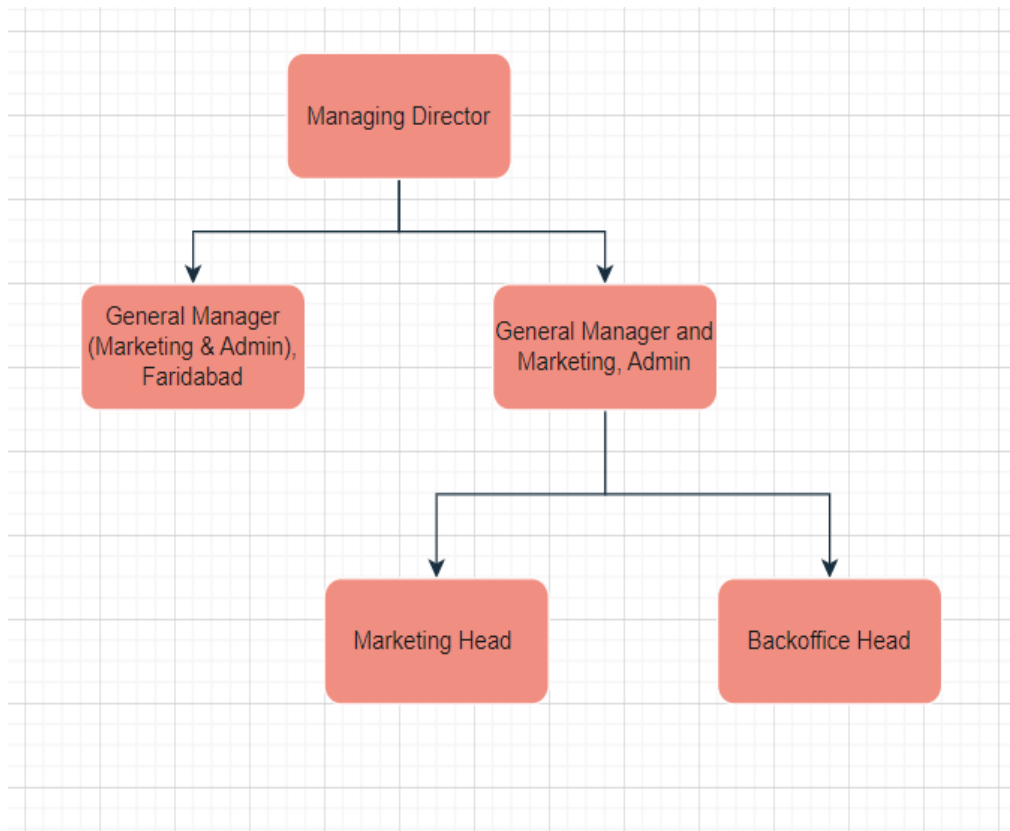 Managing Director
General Manager
(Marketing & Admin),
Faridabad
General Manager and
Marketing, Admin
Marketing Head
Backoffice Head